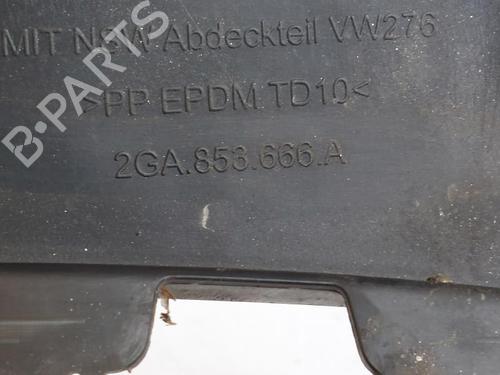 MIT NSW Abdeckteil VW276
>PP EPDM TD10<
2GA.853.666.A
B-PARTS